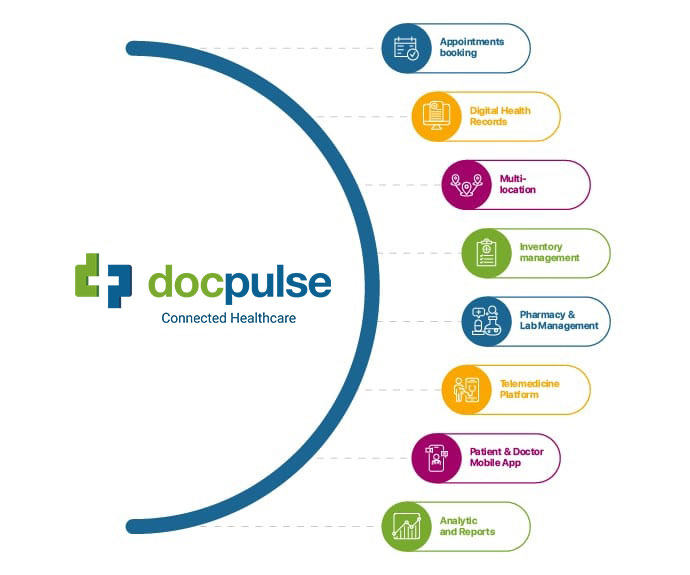 Appointments
booking
Digital Health
Records
Multi-
location
Inventory
management
docpulse
Connected Healthcare
Pharmacy &
Lab Management
Telemedicine
Platform
Patient & Doctor
Mobile App
Analytic
and Reports